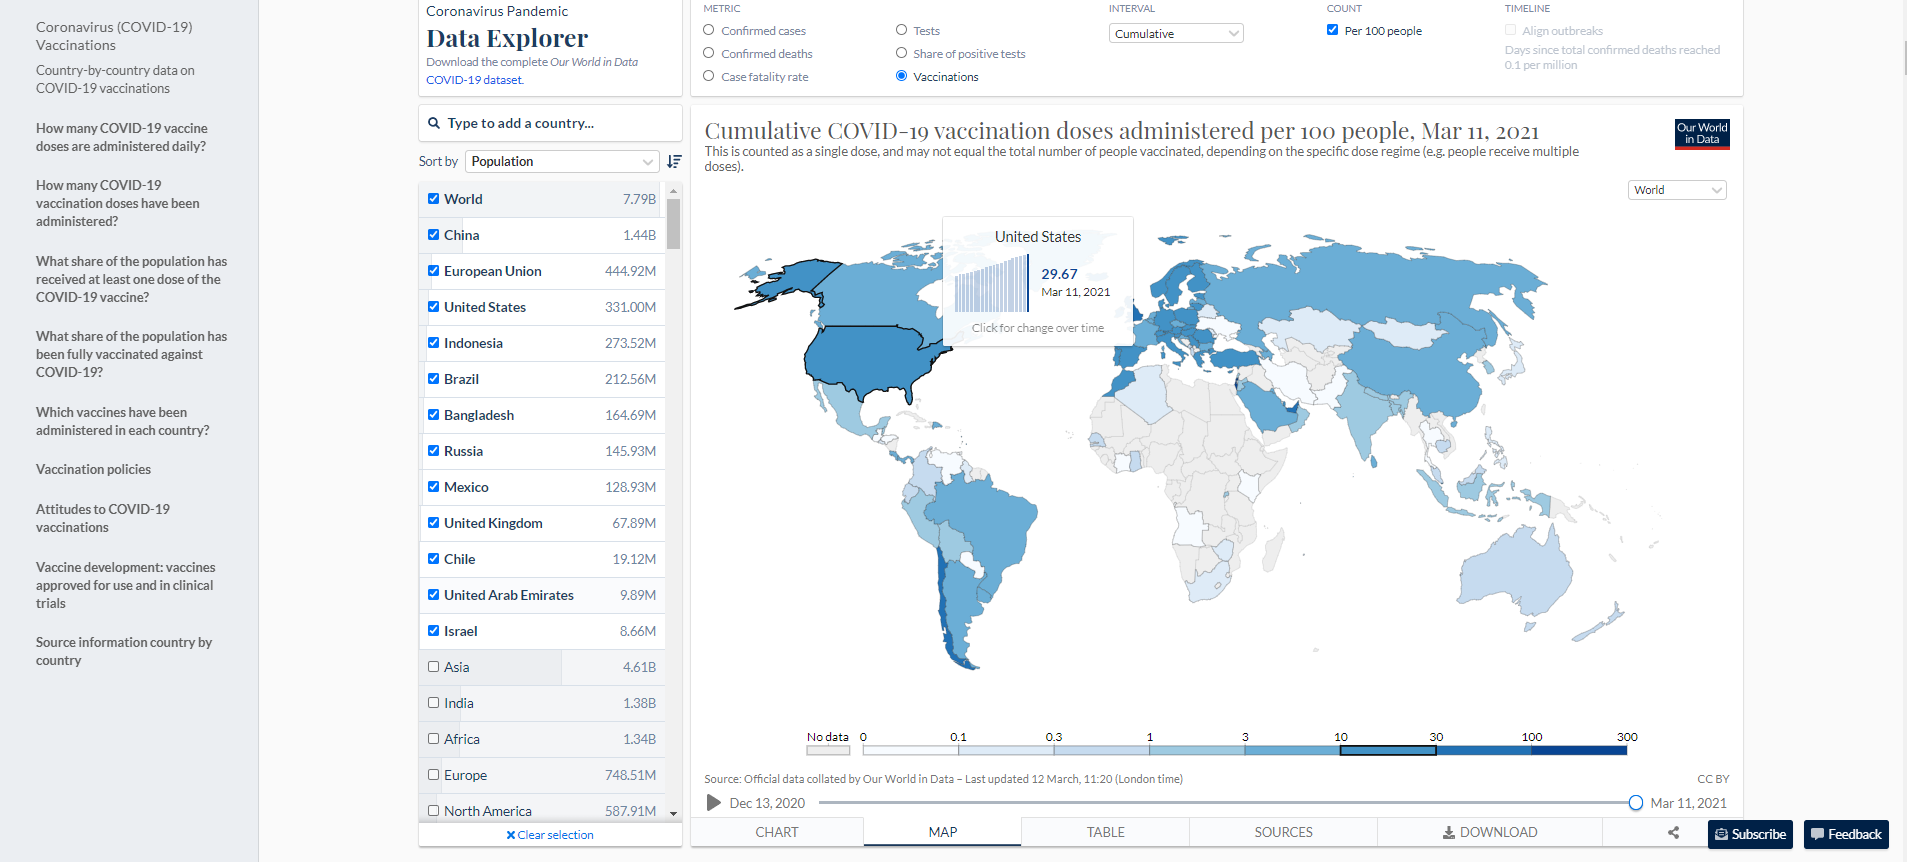 Coronavirus (COVID-19)
Vaccinations
Country-by-country data on
COVID-19 vaccinations
How many COVID-19 vaccine
doses are administered daily?
How many COVID-19
vaccination doses have been
administered?
What share of the population has
received at least one dose of the
COVID-19 vaccine?
What share of the population has
been fully vaccinated against
COVID-19?
Which vaccines have been
administered in each country?
Vaccination policies
Attitudes to COVID-19
vaccinations
Vaccine development: vaccines
approved for use and in clinical
trials
Source information country by
country
Coronavirus Pandemic
Data Explorer
Download the complete Our World in Data
COVID-19 dataset.
METRIC
Confirmed cases
Confirmed deaths
Case fatality rate
Tests
Share of positive tests
Vaccinations
INTERVAL
Cumulative
COUNT
Per 100 people
TIMELINE
Align outbreaks
Days since total confirmed deaths reached
0.1 per million
Type to add a country...
Sort by Population
World 7.79B
China 1.44B
European Union 444.92M
United States 331.00M
Indonesia 273.52M
Brazil 212.56M
Bangladesh 164.69M
Russia 145.93M
Mexico 128.93M
United Kingdom 67.89M
Chile 19.12M
United Arab Emirates 9.89M
Israel 8.66M
Asia 4.61B
India 1.38B
Africa 1.34B
Europe 748.51M
North America 587.91M
Clear selection
Cumulative COVID-19 vaccination doses administered per 100 people, Mar 11, 2021
This is counted as a single dose, and may not equal the total number of people vaccinated, depending on the specific dose regime (e.g. people receive multiple
doses).
Our World
in Data
World
United States
29.67
Mar 11, 2021
Click for change over time
No data 0 0.1 0.3 1 3 10 30 100 300
Source: Official data collated by Our World in Data – Last updated 12 March, 11:20 (London time)
CC BY
Dec 13, 2020
Mar 11, 2021
CHART MAP TABLE SOURCES DOWNLOAD
Subscribe
Feedback